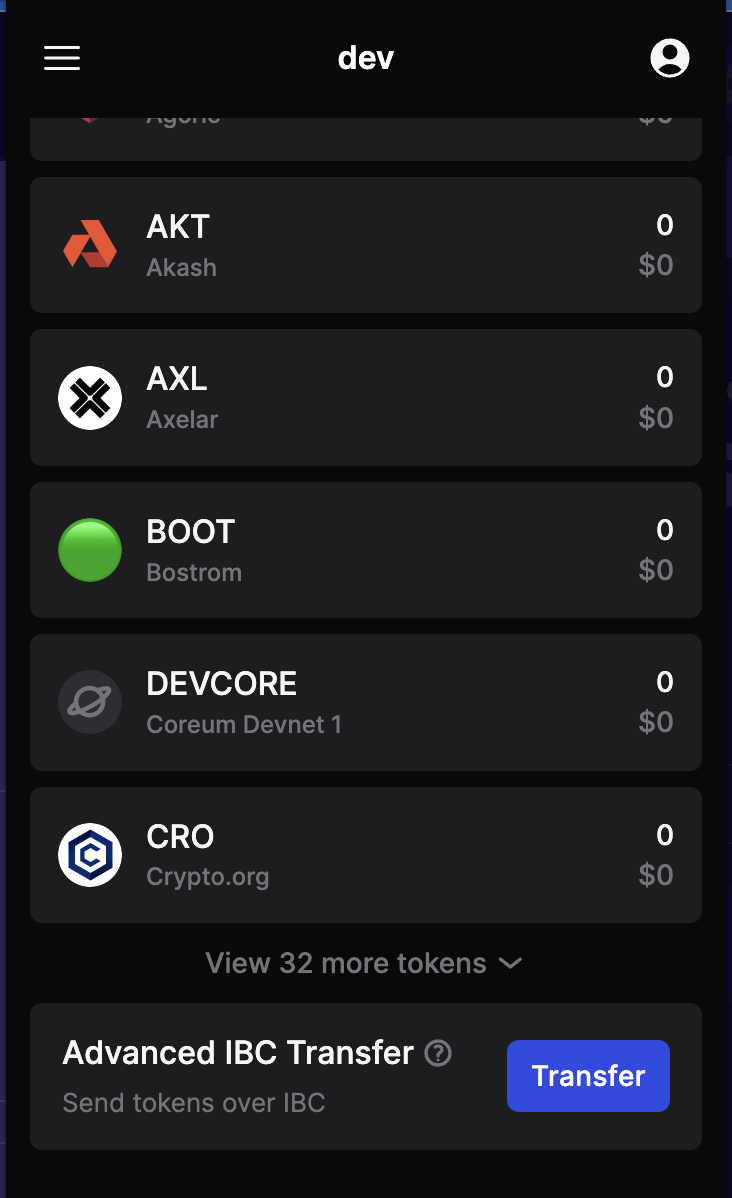 dev
Agoric
$0
AKT
0
Akash
$0
AXL
0
Axelar
$0
BOOT
0
Bostrom
$0
DEVCORE
0
Coreum Devnet 1
$0
CRO
0
Crypto.org
$0
View 32 more tokens
Advanced IBC Transfer
Send tokens over IBC
Transfer